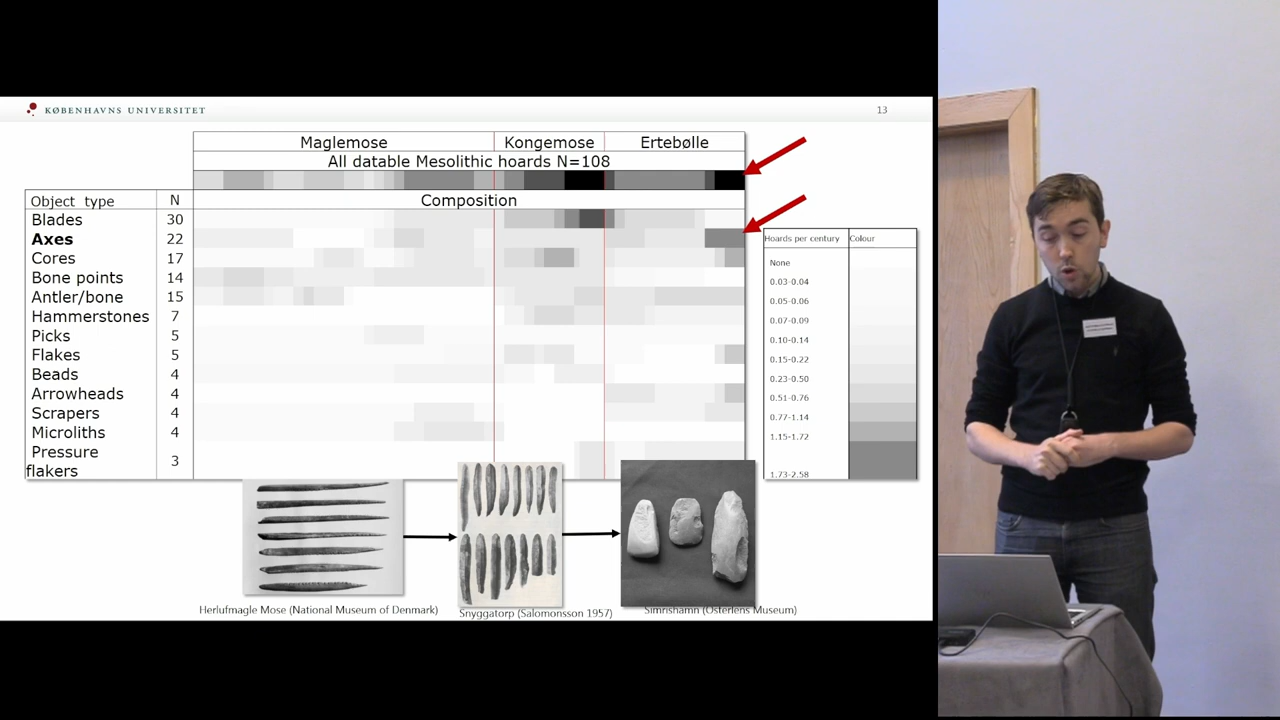 KØBENHAVNS UNIVERSITET
13
Maglemose Kongemose Ertebølle
All datable Mesolithic hoards N=108
Object type N Composition
Blades 30
Axes 22
Cores 17
Bone points 14
Antler/bone 15
Hammerstones 7
Picks 5
Flakes 5
Beads 4
Arrowheads 4
Scrapers 4
Microliths 4
Pressure
flakers 3
Hoards per century Colour
None
0.03-0.04
0.05-0.06
0.07-0.09
0.10-0.14
0.15-0.22
0.23-0.50
0.51-0.76
0.77-1.14
1.15-1.72
1.73-2.58
Herlufmagle Mose (National Museum of Denmark)
Snyggatorp (Salomonsson 1957)
Simrishamn (Österlens Museum)